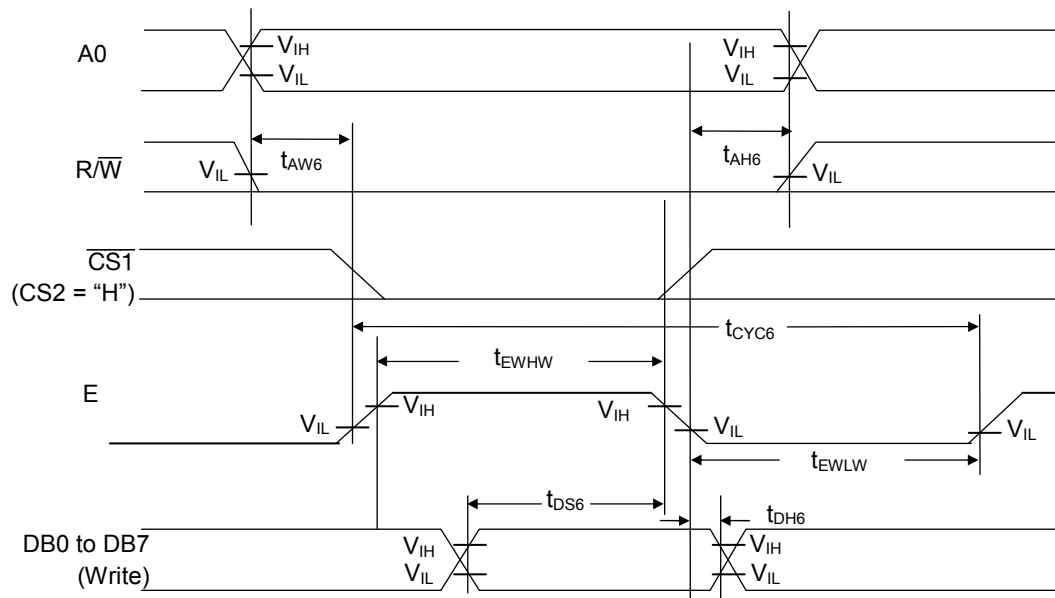 A0
V_IH
V_IL
V_IH
V_IL
t_AW6
t_AH6
R/W̅
V_IL
V_IL
C̅S̅1̅
(CS2 = “H”)
t_CYC6
t_EWHW
E
V_IL
V_IH
V_IH
V_IL
V_IL
t_EWLW
t_DS6
t_DH6
DB0 to DB7
(Write)
V_IH
V_IL
V_IH
V_IL